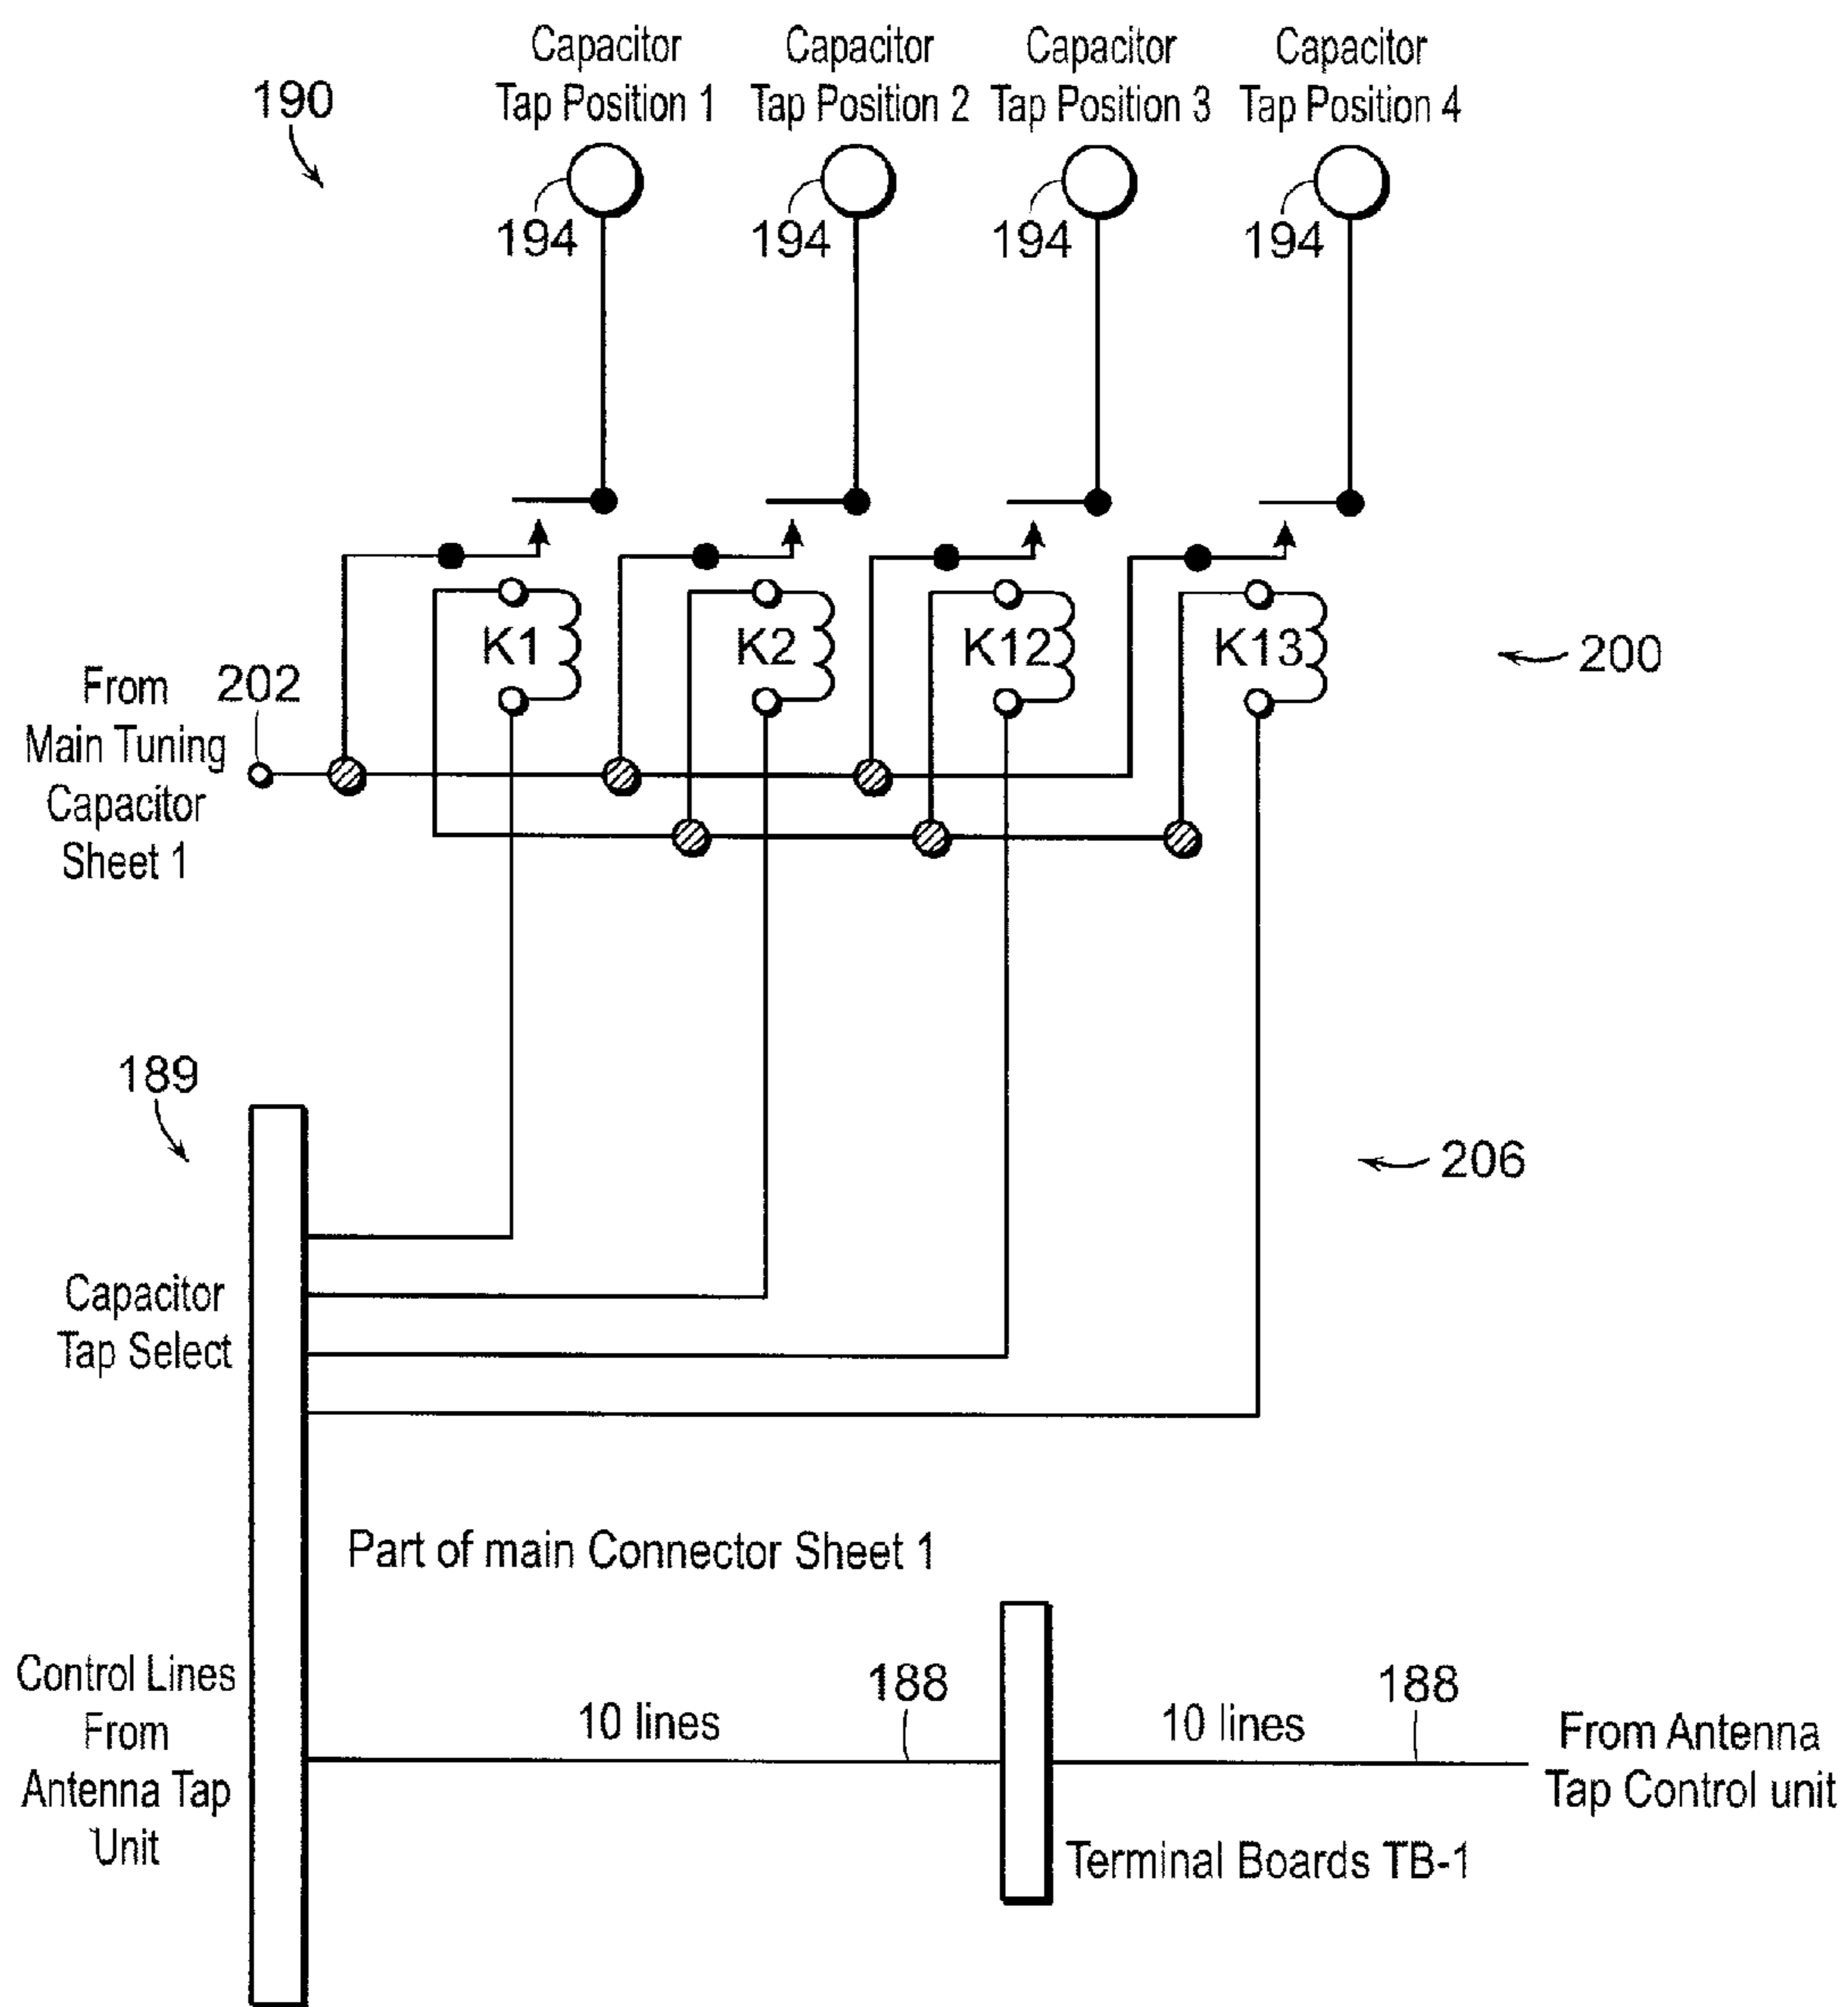 Capacitor
Tap Position 1
Capacitor
Tap Position 2
Capacitor
Tap Position 3
Capacitor
Tap Position 4
190
194
194
194
194
K1
K2
K12
K13
200
From
Main Tuning
Capacitor
Sheet 1
202
189
206
Capacitor
Tap Select
Part of main Connector Sheet 1
Control Lines
From
Antenna Tap
Unit
10 lines
188
10 lines
188
From Antenna
Tap Control unit
Terminal Boards TB-1